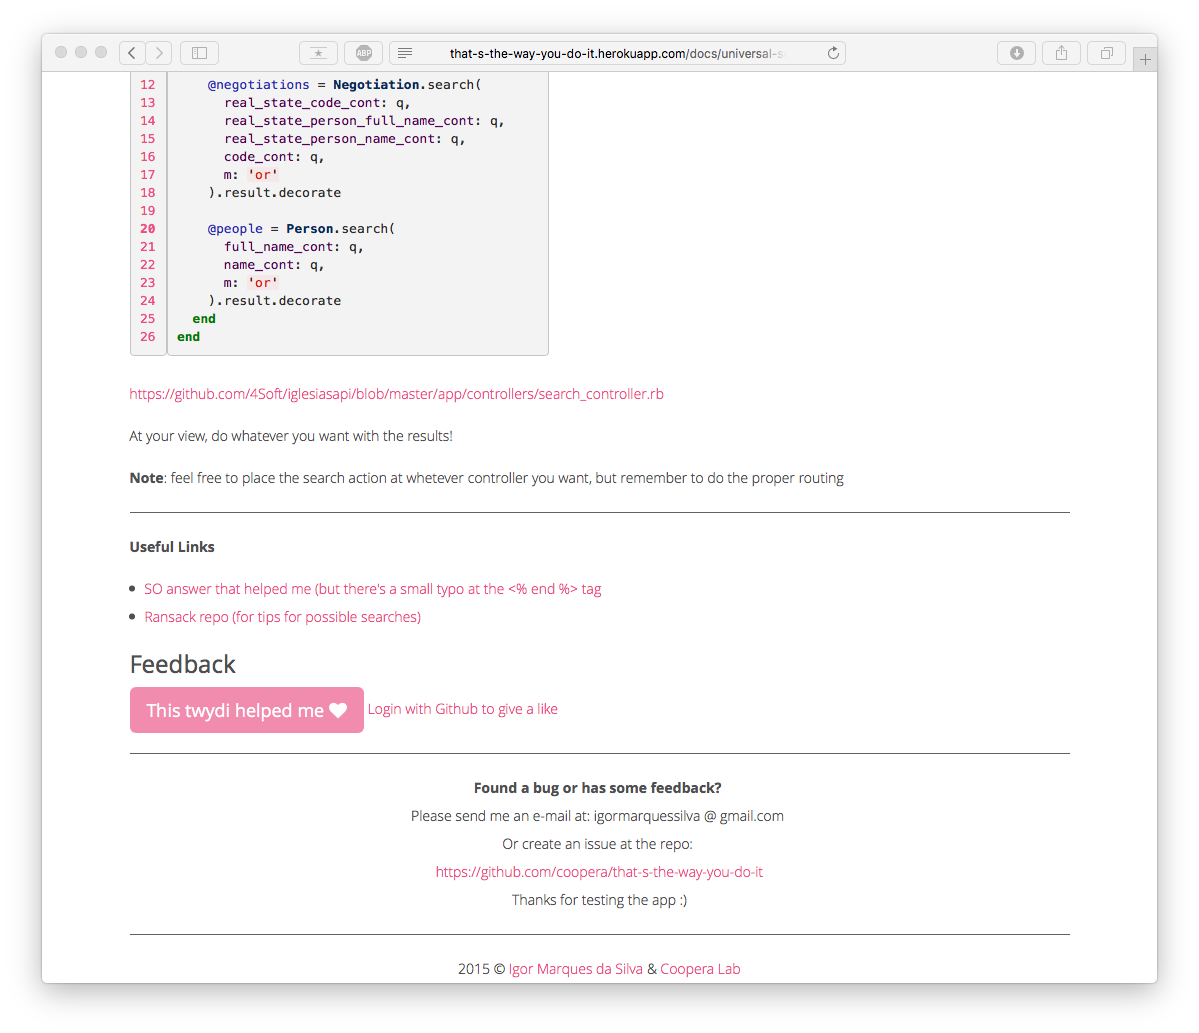 ABP
that-s-the-way-you-do-it.herokuapp.com/docs/universal-s
12 @negotiations = Negotiation.search(
13 real_state_code_cont: q,
14 real_state_person_full_name_cont: q,
15 real_state_person_name_cont: q,
16 code_cont: q,
17 m: 'or'
18 ).result.decorate
19
20 @people = Person.search(
21 full_name_cont: q,
22 name_cont: q,
23 m: 'or'
24 ).result.decorate
25 end
26 end
https://github.com/4Soft/iglesiasapi/blob/master/app/controllers/search_controller.rb
At your view, do whatever you want with the results!
Note: feel free to place the search action at whetever controller you want, but remember to do the proper routing
Useful Links
• SO answer that helped me (but there's a small typo at the <% end %> tag
• Ransack repo (for tips for possible searches)
Feedback
This twydi helped me ♥ Login with Github to give a like
Found a bug or has some feedback?
Please send me an e-mail at: igormarquessilva @ gmail.com
Or create an issue at the repo:
https://github.com/coopera/that-s-the-way-you-do-it
Thanks for testing the app :)
2015 © Igor Marques da Silva & Coopera Lab